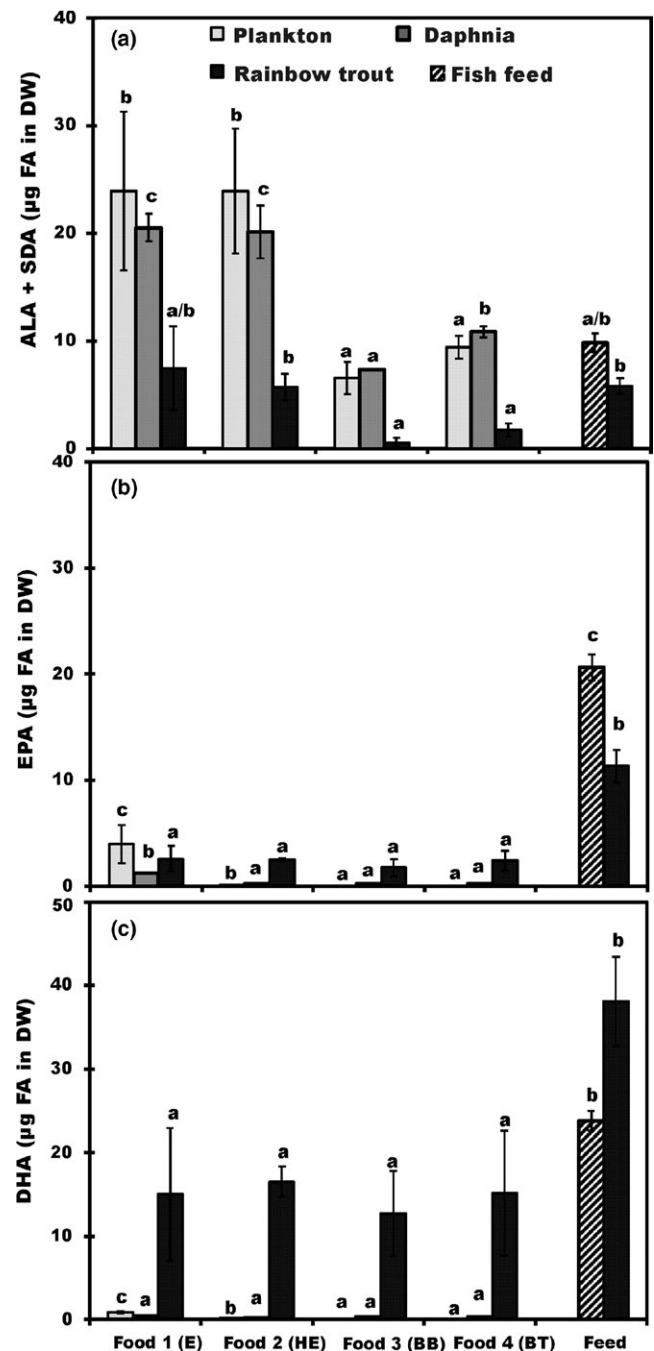 40
(a)
Plankton
Daphnia
Rainbow trout
Fish feed
b
b
30
c
c
ALA + SDA (µg FA in DW)
20
a/b
b
a/b
10
a
a
b
a
b
a
a
0
40
(b)
30
EPA (µg FA in DW)
c
20
b
10
c
b
a
b
a
a
a
a
a
a
a
a
0
50
(c)
b
40
DHA (µg FA in DW)
30
b
20
a
a
a
a
10
c
a
b
a
a
a
a
a
0
Food 1 (E)
Food 2 (HE)
Food 3 (BB)
Food 4 (BT)
Feed